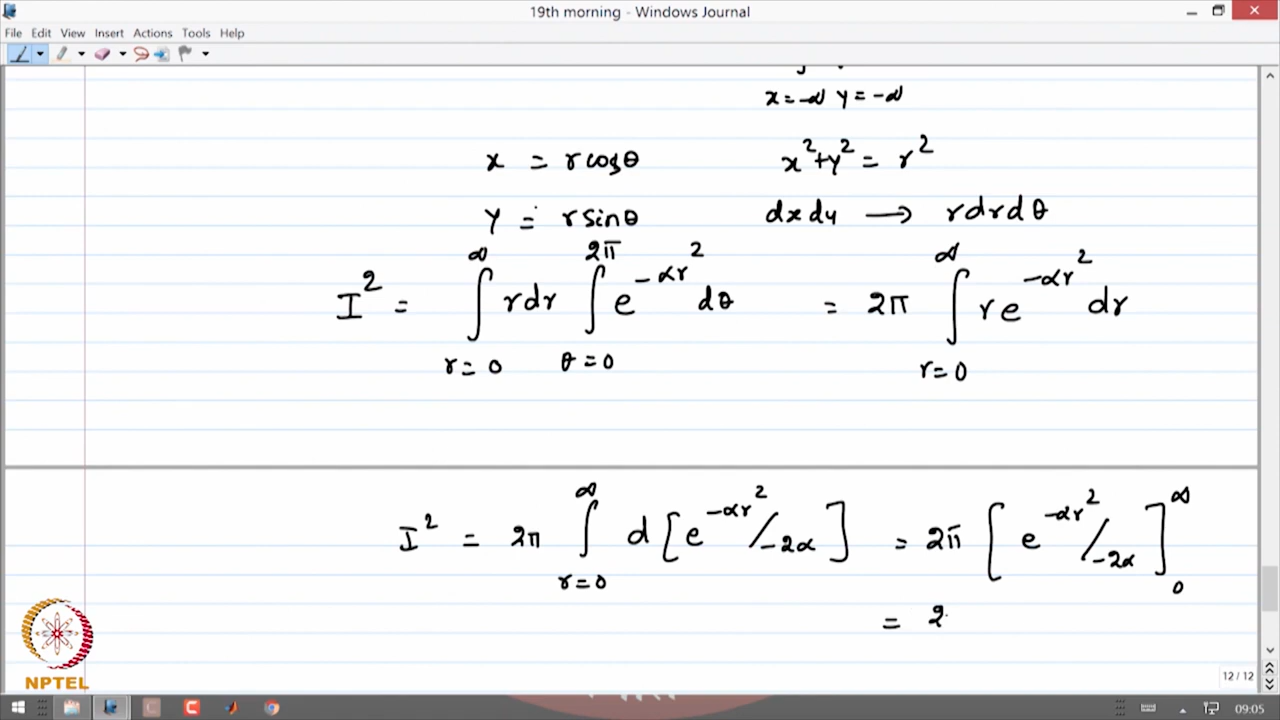 19th morning - Windows Journal
File Edit View Insert Actions Tools Help
x = -∞ y = -∞
x = r cosθ x²+y² = r²
y = r sinθ dx dy → r dr dθ
I² = ∫_{r=0}^{∞} r dr ∫_{θ=0}^{2π} e^{-αr²} dθ = 2π ∫_{r=0}^{∞} r e^{-αr²} dr
I² = 2π ∫_{r=0}^{∞} d[e^{-αr²}/-2α] = 2π [e^{-αr²}/-2α]_{0}^{∞}
= 2
NPTEL
12 / 12
09:05